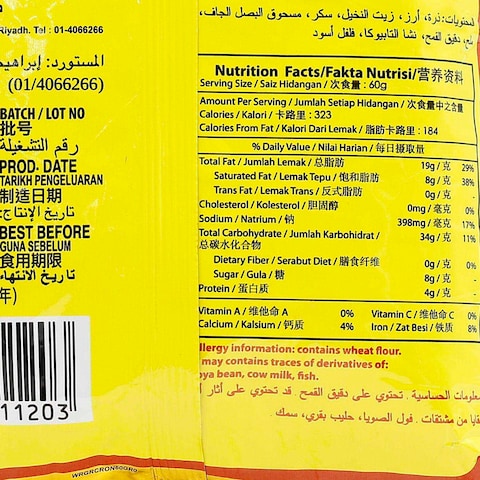 Riyadh. Tel : 01-4066266
المستورد: إبراهيم
(01/4066266)
BATCH / LOT NO
批号
رقم التشغيلة
PROD. DATE
TARIKH PENGELUARAN
制造日期
تاريخ الإنتاج:
BEST BEFORE
GUNA SEBELUM
食用期限
تاريخ الانتهاء
年)
11203
WRGRCRON60GRG
المحتويات: ذرة، أرز، زيت النخيل، سكر، مسحوق البصل الجاف،
ملح، دقيق القمح، نشا التابيوكا، فلفل أسود
Nutrition Facts/Fakta Nutrisi/营养资料
Serving Size / Saiz Hidangan / 次食量 : 60g
Amount Per Serving / Jumlah Setiap Hidangan / 次食量中之含量
Calories / Kalori / 卡路里 : 323
Calories From Fat / Kalori Dari Lemak / 脂肪卡路里 : 184
% Daily Value / Nilai Harian / 每日摄取量
Total Fat / Jumlah Lemak / 总脂肪 19g / 克 29%
Saturated Fat / Lemak Tepu / 饱和脂肪 8g / 克 38%
Trans Fat / Lemak Trans / 反式脂肪 0g / 克
Cholesterol / Kolesterol / 胆固醇 0mg / 毫克 0%
Sodium / Natrium / 钠 398mg / 毫克 17%
Total Carbohydrate / Jumlah Karbohidrat / 34g / 克 11%
总碳水化合物
Dietary Fiber / Serabut Diet / 膳食纤维 0g / 克 0%
Sugar / Gula / 糖 8g / 克
Protein / 蛋白质 4g / 克
Vitamin A / 维他命 A 0% Vitamin C / 维他命 C 0%
Calcium / Kalsium / 钙质 4% Iron / Zat Besi / 铁质 8%
llergy information: contains wheat flour.
may contains traces of derivatives of:
oya bean, cow milk, fish.
معلومات الحساسية . تحتوي على دقيق القمح . قد تحتوي على أثار
بقايا من مشتقات . فول الصويا، حليب بقري، سمك .